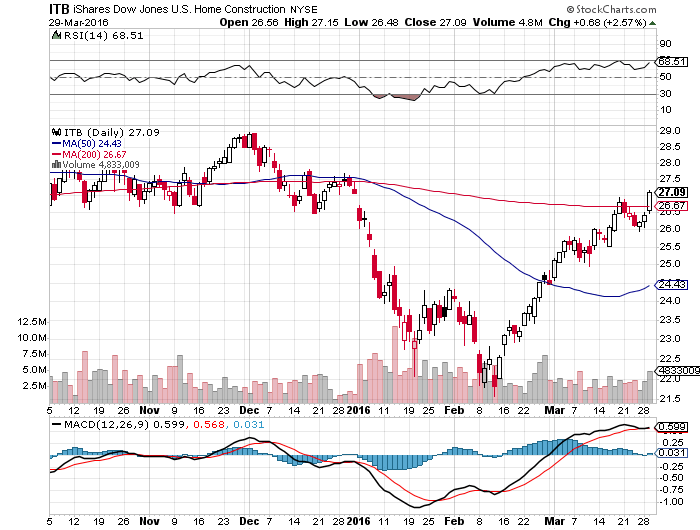 ITB iShares Dow Jones U.S. Home Construction NYSE © StockCharts.com
29-Mar-2016 Open 26.56 High 27.15 Low 26.48 Close 27.09 Volume 4.8M Chg +0.68 (+2.57%)
RSI(14) 68.51
90
68.51
50
30
10
ITB (Daily) 27.09
MA(50) 24.43
MA(200) 26.67
Volume 4,833,009
29.0
28.5
28.0
27.5
27.09
26.67
26.5
26.0
25.5
25.0
24.43
24.0
23.5
23.0
22.5
4833009
22.0
21.5
12.5M
10.0M
7.5M
5.0M
2.5M
5 12 19 26 Nov 9 16 23 Dec 7 14 21 28 2016 11 19 25 Feb 8 16 22 Mar 7 14 21 28
MACD(12,26,9) 0.599, 0.568, 0.031
0.599
0.25
0.031
-0.25
-0.50
-0.75
-1.00
5 12 19 26 Nov 9 16 23 Dec 7 14 21 28 2016 11 19 25 Feb 8 16 22 Mar 7 14 21 28